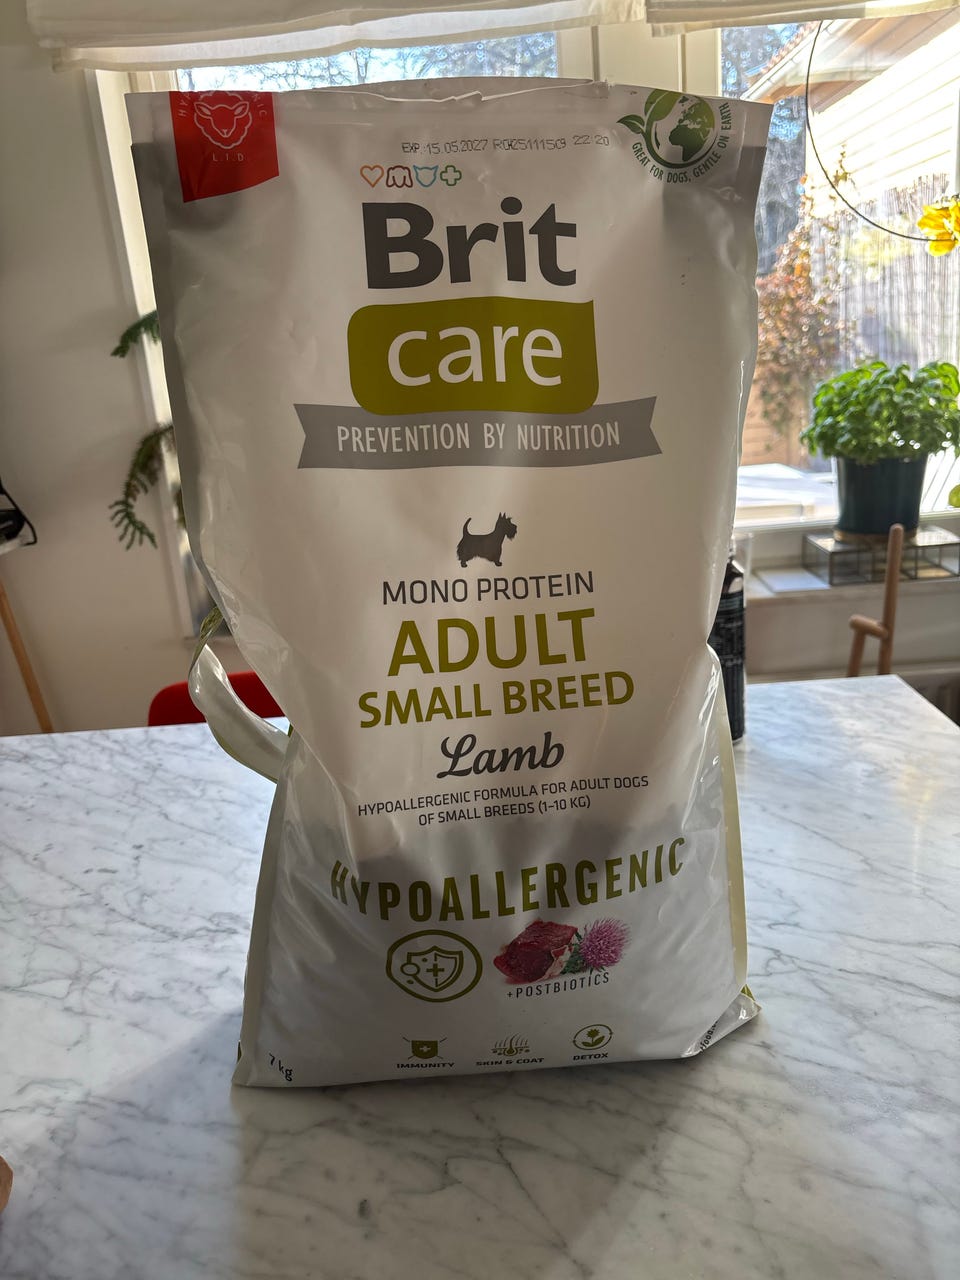 L.I.D
EXP.:15.05.2027
22:20
GREAT FOR DOGS, GENTLE ON EARTH
Brit
care
PREVENTION BY NUTRITION
MONO PROTEIN
ADULT
SMALL BREED
Lamb
HYPOALLERGENIC FORMULA FOR ADULT DOGS
OF SMALL BREEDS (1–10 KG)
HYPOALLERGENIC
+POSTBIOTICS
IMMUNITY
SKIN & COAT
DETOX
7 kg